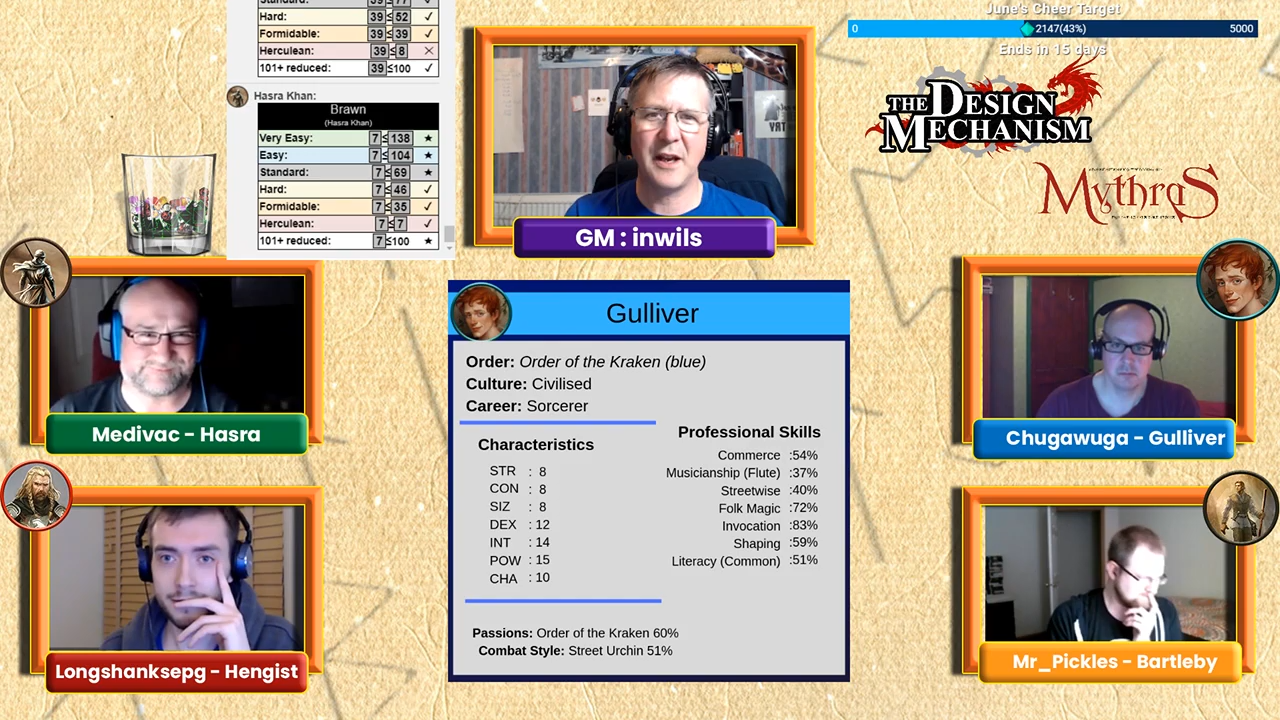 Standard: 39≤77 ✓
Hard: 39≤52 ✓
Formidable: 39≤39 ✓
Herculean: 39≤8 ✕
101+ reduced: 39≤100 ✓
Hasra Khan:
Brawn
(Hasra Khan)
Very Easy: 7≤138 ★
Easy: 7≤104 ★
Standard: 7≤69 ★
Hard: 7≤46 ✓
Formidable: 7≤35 ✓
Herculean: 7≤7 ✓
101+ reduced: 7≤100 ★
VAT
GM : inwils
June's Cheer Target
0 2147(43%) 5000
Ends in 15 days
THE DESIGN
MECHANISM
MythraS
Medivac - Hasra
Longshanksepg - Hengist
Gulliver
Order: Order of the Kraken (blue)
Culture: Civilised
Career: Sorcerer
Characteristics
STR : 8
CON : 8
SIZ : 8
DEX : 12
INT : 14
POW : 15
CHA : 10
Professional Skills
Commerce :54%
Musicianship (Flute) :37%
Streetwise :40%
Folk Magic :72%
Invocation :83%
Shaping :59%
Literacy (Common) :51%
Passions: Order of the Kraken 60%
Combat Style: Street Urchin 51%
Chugawuga - Gulliver
Mr_Pickles - Bartleby